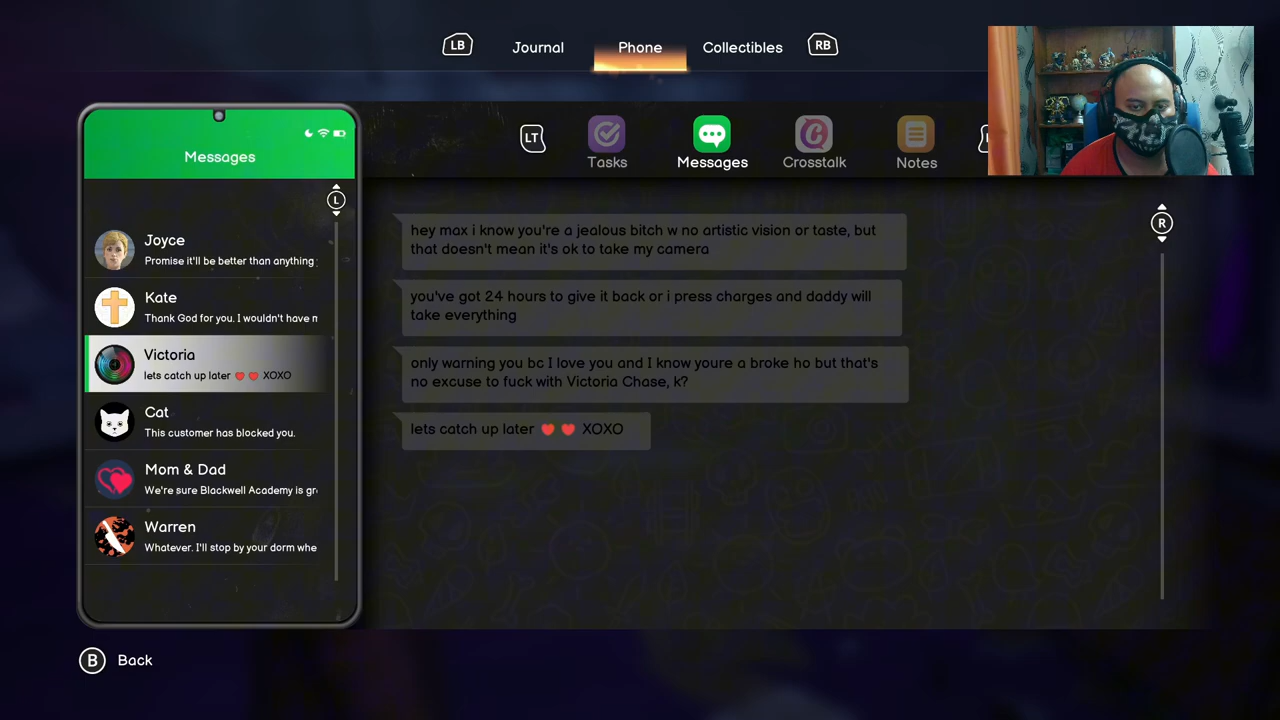 LB
Journal
Phone
Collectibles
RB
Messages
LT
Tasks
Messages
Crosstalk
Notes
L
R
Joyce
Promise it'll be better than anything
Kate
Thank God for you. I wouldn't have
Victoria
lets catch up later ❤️ ❤️ XOXO
Cat
This customer has blocked you.
Mom & Dad
We're sure Blackwell Academy is
Warren
Whatever. I'll stop by your dorm
hey max i know you're a jealous bitch w no artistic vision or taste, but
that doesn't mean it's ok to take my camera
you've got 24 hours to give it back or i press charges and daddy will
take everything
only warning you bc I love you and I know youre a broke ho but that's
no excuse to fuck with Victoria Chase, k?
lets catch up later ❤️ ❤️ XOXO
B
Back